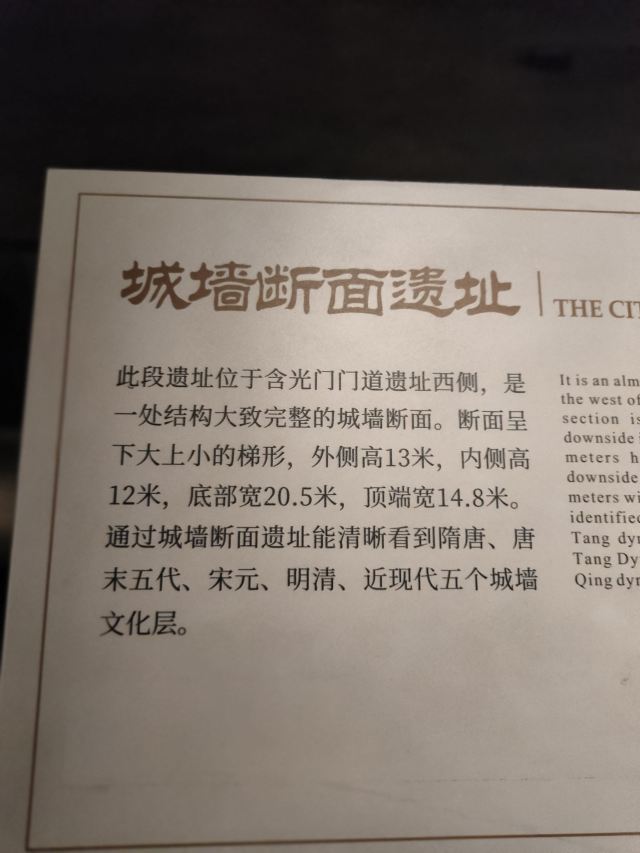 城墙断面遗址
此段遗址位于含光门门道遗址西侧，是
一处结构大致完整的城墙断面。断面呈
下大上小的梯形，外侧高13米，内侧高
12米，底部宽20.5米，顶端宽14.8米。
通过城墙断面遗址能清晰看到隋唐、唐
末五代、宋元、明清、近现代五个城墙
文化层。
THE CIT
It is an alm
the west of
section is
downside i
meters h
downside
meters wi
identified
Tang dyn
Tang Dy
Qing dyn